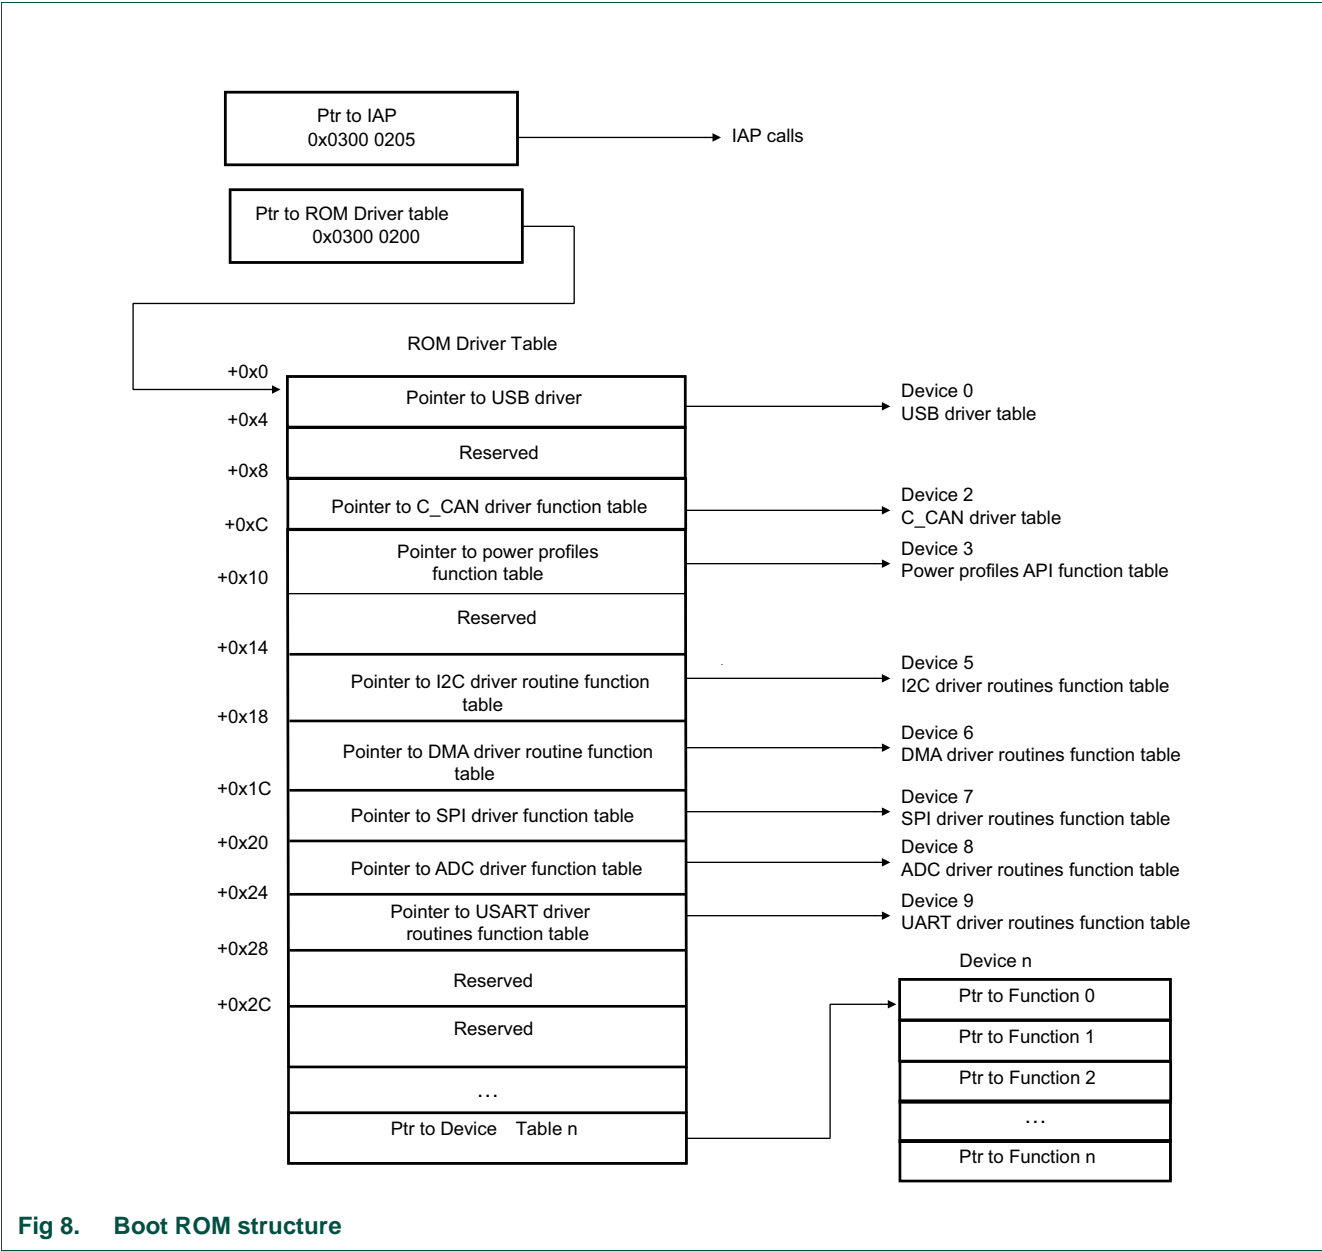 Ptr to IAP
0x0300 0205
IAP calls
Ptr to ROM Driver table
0x0300 0200
ROM Driver Table
+0x0
Pointer to USB driver
Device 0
USB driver table
+0x4
Reserved
+0x8
Pointer to C_CAN driver function table
Device 2
C_CAN driver table
+0xC
Pointer to power profiles
function table
Device 3
Power profiles API function table
+0x10
Reserved
+0x14
Pointer to I2C driver routine function
table
Device 5
I2C driver routines function table
+0x18
Pointer to DMA driver routine function
table
Device 6
DMA driver routines function table
+0x1C
Pointer to SPI driver function table
Device 7
SPI driver routines function table
+0x20
Pointer to ADC driver function table
Device 8
ADC driver routines function table
+0x24
Pointer to USART driver
routines function table
Device 9
UART driver routines function table
+0x28
Reserved
+0x2C
Reserved
...
Ptr to Device Table n
Device n
Ptr to Function 0
Ptr to Function 1
Ptr to Function 2
...
Ptr to Function n
Fig 8. Boot ROM structure